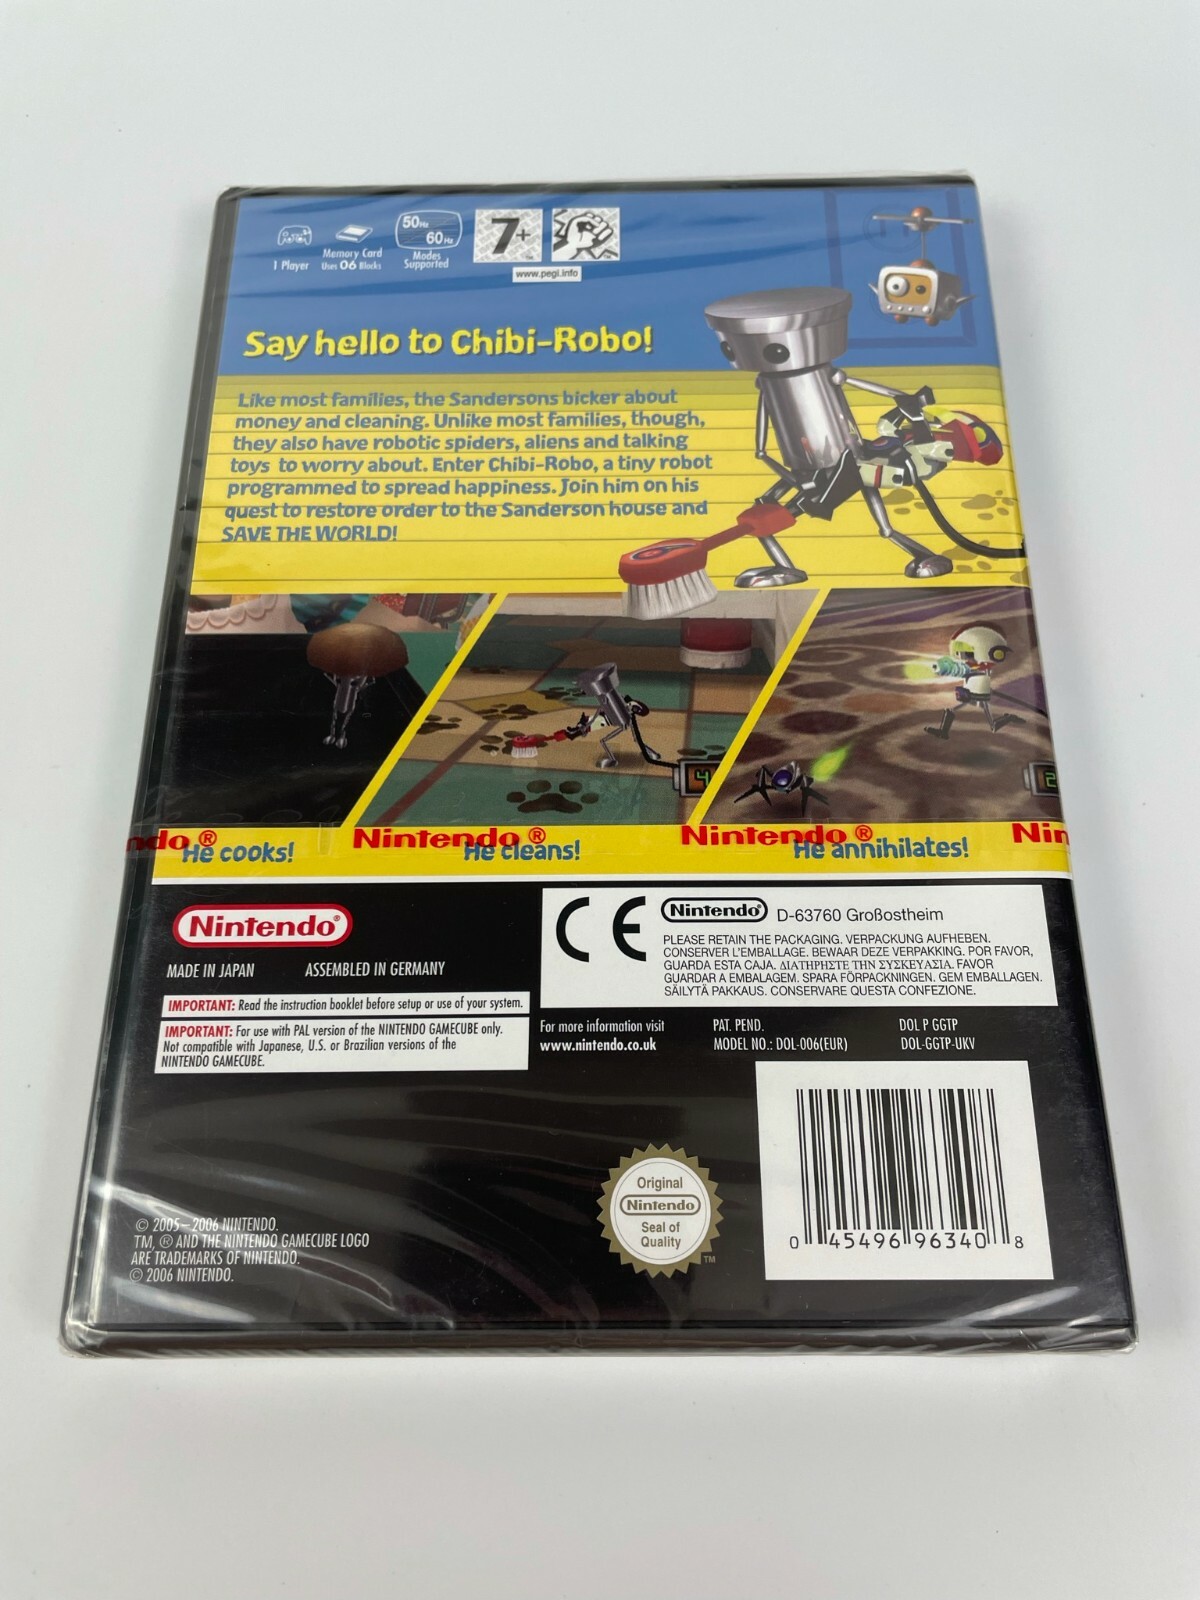 50Hz
60Hz
7+
1 Player
Memory Card
Uses 06 Blocks
Modes
Supported
www.pegi.info
Say hello to Chibi-Robo!
Like most families, the Sandersons bicker about
money and cleaning. Unlike most families, though,
they also have robotic spiders, aliens and talking
toys to worry about. Enter Chibi-Robo, a tiny robot
programmed to spread happiness. Join him on his
quest to restore order to the Sanderson house and
SAVE THE WORLD!
4
2
ndo® Nintendo® Nintendo® Nin
He cooks!
He cleans!
He annihilates!
Nintendo®
MADE IN JAPAN
ASSEMBLED IN GERMANY
IMPORTANT: Read the instruction booklet before setup or use of your system.
IMPORTANT: For use with PAL version of the NINTENDO GAMECUBE only.
Not compatible with Japanese, U.S. or Brazilian versions of the
NINTENDO GAMECUBE.
CE
Nintendo® D-63760 Großostheim
PLEASE RETAIN THE PACKAGING. VERPACKUNG AUFHEBEN.
CONSERVER L'EMBALLAGE. BEWAAR DEZE VERPAKKING. POR FAVOR,
GUARDA ESTA CAJA. ΔΙΑΤΗΡΗΣΤΕ ΤΗΝ ΣΥΣΚΕΥΑΣΙΑ. FAVOR
GUARDAR A EMBALAGEM. SPARA FÖRPACKNINGEN. GEM EMBALLAGEN.
SÄILYTÄ PAKKAUS. CONSERVARE QUESTA CONFEZIONE.
For more information visit
www.nintendo.co.uk
PAT. PEND.
MODEL NO.: DOL-006(EUR)
DOL P GGTP
DOL-GGTP-UKV
Original
Nintendo
Seal of
Quality
TM
0 45496 96340 8
© 2005–2006 NINTENDO.
TM, ® AND THE NINTENDO GAMECUBE LOGO
ARE TRADEMARKS OF NINTENDO.
© 2006 NINTENDO.